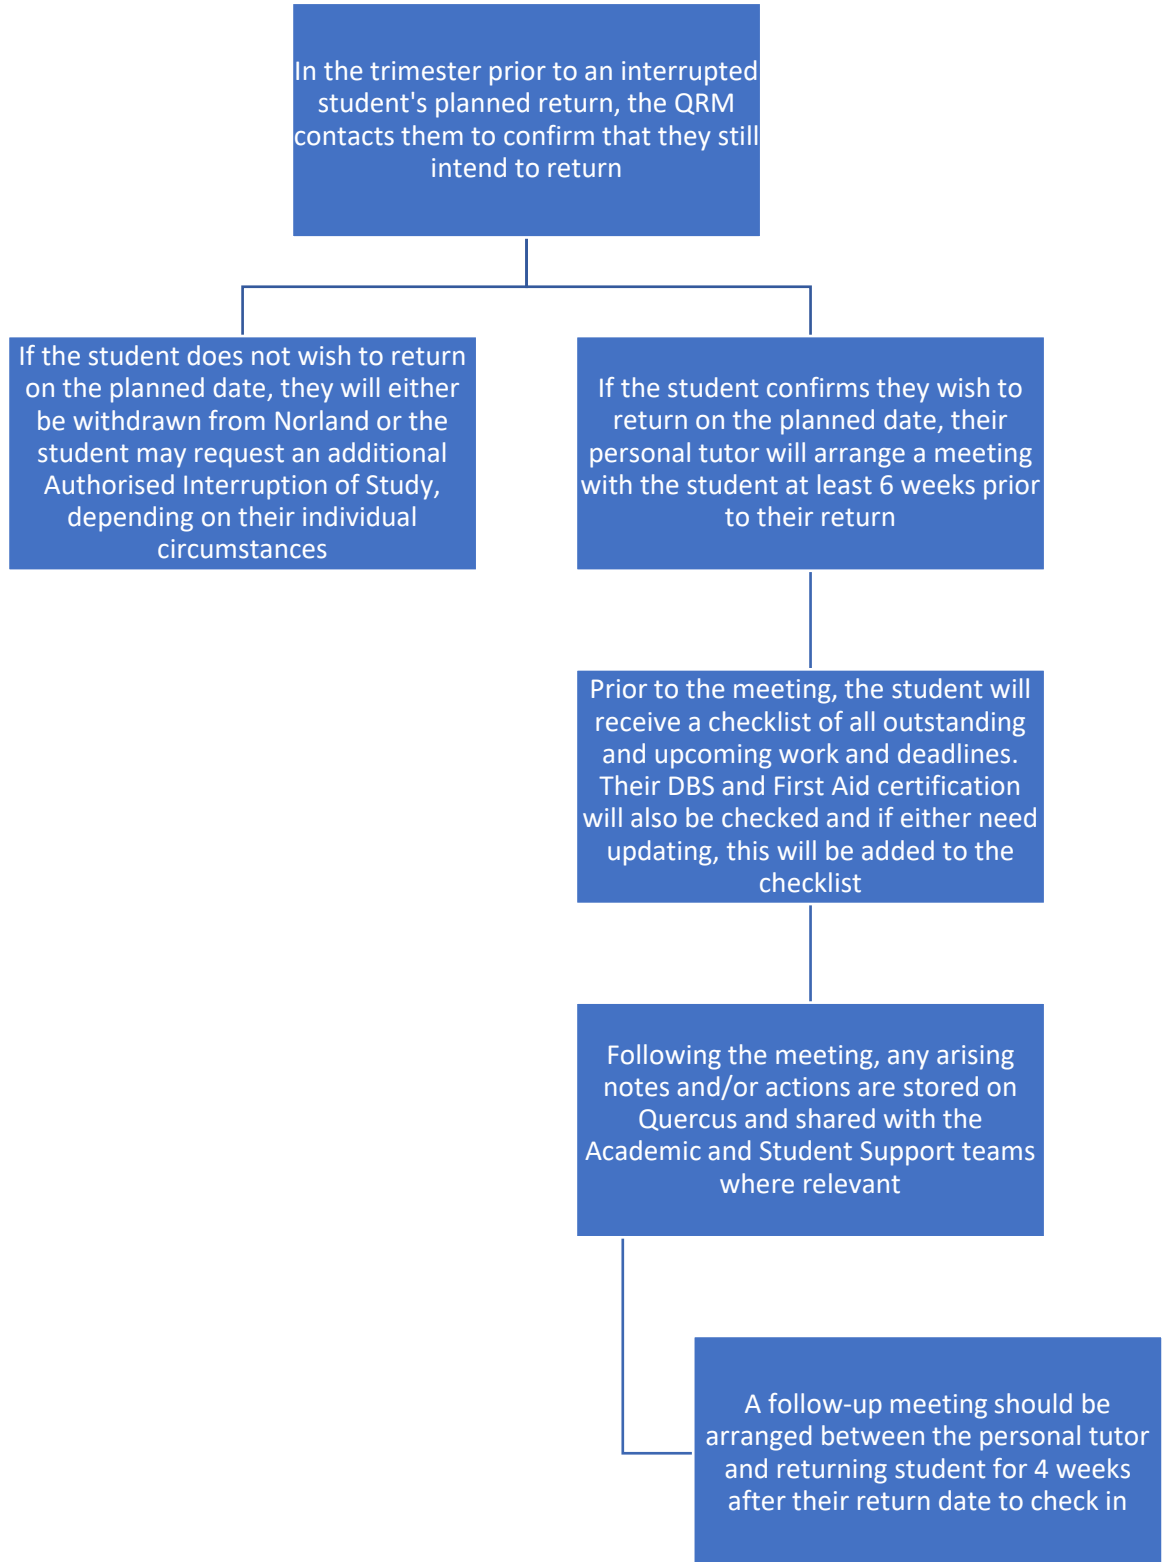 In the trimester prior to an interrupted
student's planned return, the QRM
contacts them to confirm that they still
intend to return
If the student does not wish to return
on the planned date, they will either
be withdrawn from Norland or the
student may request an additional
Authorised Interruption of Study,
depending on their individual
circumstances
If the student confirms they wish to
return on the planned date, their
personal tutor will arrange a meeting
with the student at least 6 weeks prior
to their return
Prior to the meeting, the student will
receive a checklist of all outstanding
and upcoming work and deadlines.
Their DBS and First Aid certification
will also be checked and if either need
updating, this will be added to the
checklist
Following the meeting, any arising
notes and/or actions are stored on
Quercus and shared with the
Academic and Student Support teams
where relevant
A follow-up meeting should be
arranged between the personal tutor
and returning student for 4 weeks
after their return date to check in